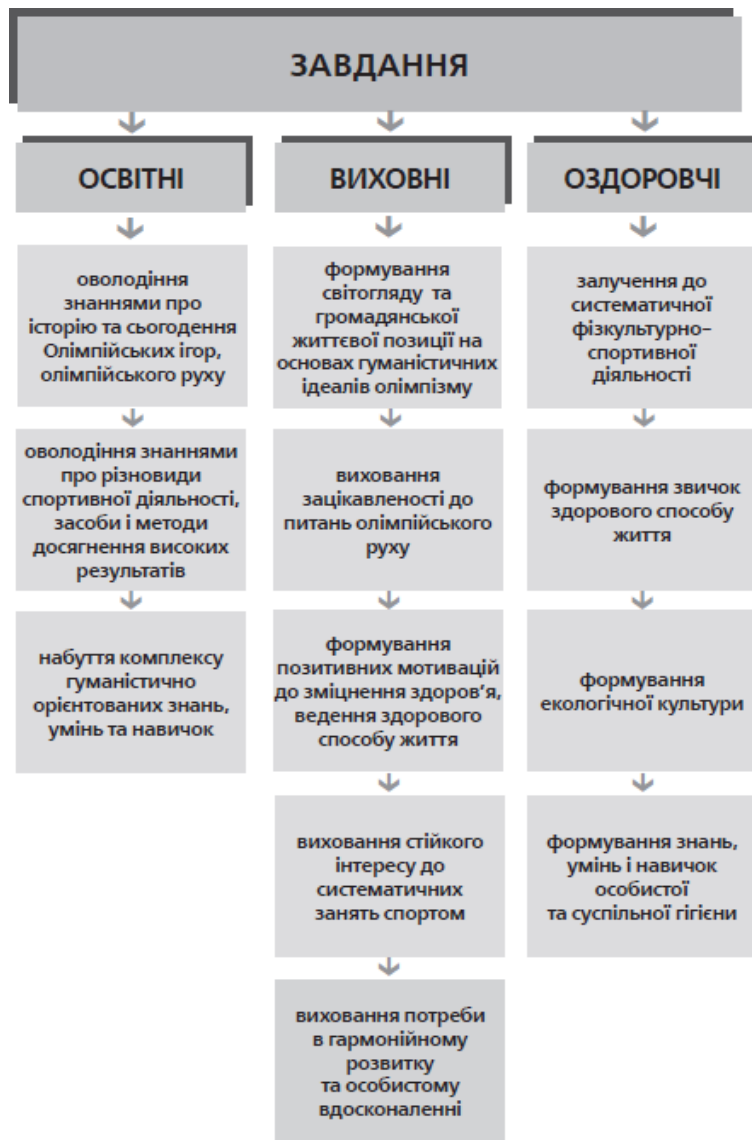 ЗАВДАННЯ
ОСВІТНІ
оволодіння
знаннями про
історію та сьогодення
Олімпійських ігор,
олімпійського руху
оволодіння знаннями
про різновиди
спортивної діяльності,
засоби і методи
досягнення високих
результатів
набуття комплексу
гуманістично
орієнтованих знань,
умінь та навичок
ВИХОВНІ
формування
світогляду та
громадянської
життєвої позиції на
основах гуманістичних
ідеалів олімпізму
виховання
зацікавленості до
питань олімпійського
руху
формування
позитивних мотивацій
до зміцнення здоров’я,
ведення здорового
способу життя
виховання стійкого
інтересу до
систематичних
занять спортом
виховання потреби
в гармонійному
розвитку
та особистому
вдосконаленні
ОЗДОРОВЧІ
залучення до
систематичної
фізкультурно–
спортивної
діяльності
формування звичок
здорового способу
життя
формування
екологічної культури
формування знань,
умінь і навичок
особистої
та суспільної гігієни